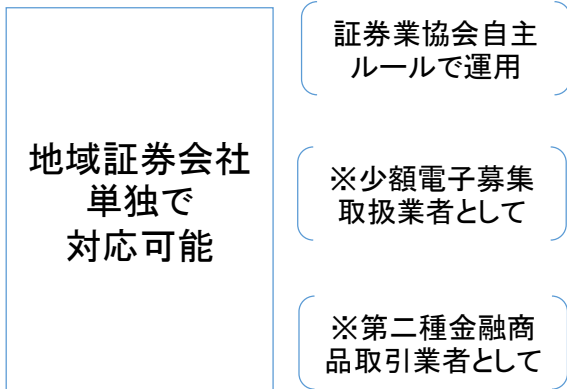 地域証券会社
単独で
対応可能
証券業協会自主
ルールで運用
※少額電子募集
取扱業者として
※第二種金融商
品取引業者として